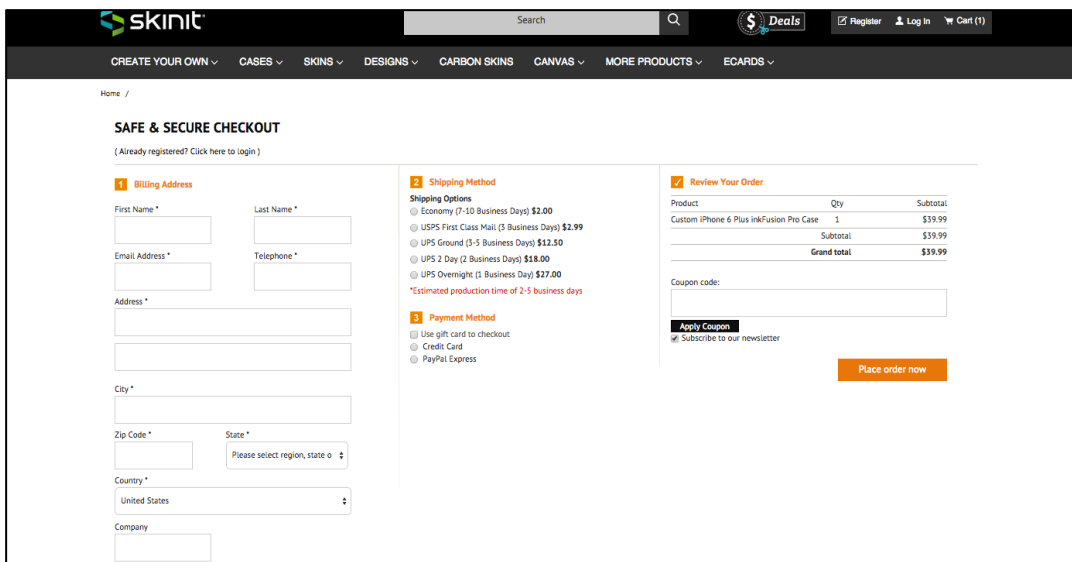 skinit
Search
$ Deals
Register Log In Cart (1)
CREATE YOUR OWN CASES SKINS DESIGNS CARBON SKINS CANVAS MORE PRODUCTS ECARDS
Home /
SAFE & SECURE CHECKOUT
( Already registered? Click here to login )
1 Billing Address
First Name * Last Name *
Email Address * Telephone *
Address *
City *
Zip Code * State *
Please select region, state o
Country *
United States
Company
2 Shipping Method
Shipping Options
Economy (7-10 Business Days) $2.00
USPS First Class Mail (3 Business Days) $2.99
UPS Ground (3-5 Business Days) $12.50
UPS 2 Day (2 Business Days) $18.00
UPS Overnight (1 Business Day) $27.00
*Estimated production time of 2-5 business days
3 Payment Method
Use gift card to checkout
Credit Card
PayPal Express
Review Your Order
Product Qty Subtotal
Custom iPhone 6 Plus inkFusion Pro Case 1 $39.99
Subtotal $39.99
Grand total $39.99
Coupon code:
Apply Coupon
Subscribe to our newsletter
Place order now